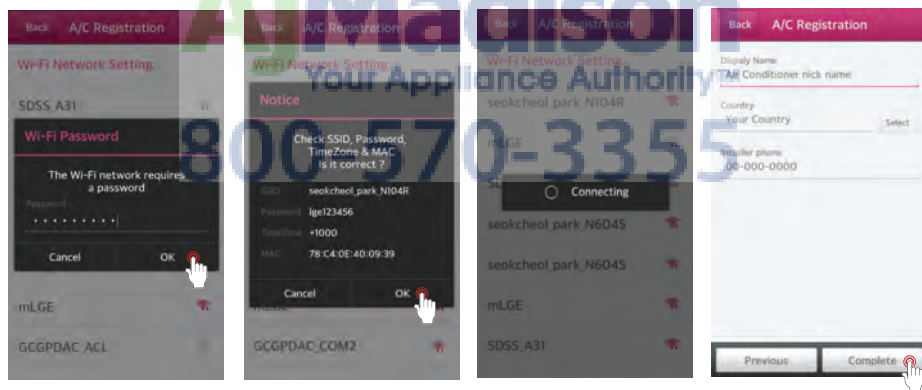 Back A/C Registration
Wi-Fi Network Setting
SDSS_A31
Wi-Fi Password
The Wi-Fi network requires
a password
Password
• • • • • • • • •
Cancel OK
mLGE
GCGPDAC_ACL
Back A/C Registration
Wi-Fi Network Setting
Notice
Check SSID, Password,
TimeZone & MAC
Is it correct ?
SSID seokcheol_park_N104R
Password lge123456
TimeZone +1000
MAC 78:C4:0E:40:09:39
Cancel OK
mLGE
GCGPDAC_COM2
Back A/C Registration
Wi-Fi Network Setting
seokcheol_park_N104R
mLGE
Connecting
seokcheol_park_N604S
seokcheol_park_N604S
mLGE
SDSS_A31
Back A/C Registration
Dispaly Name
Air Conditioner nick name
Country
Your Country Select
Installer phone
00-000-0000
Previous Complete
AjMadison
Your Appliance Authority
800-570-3355